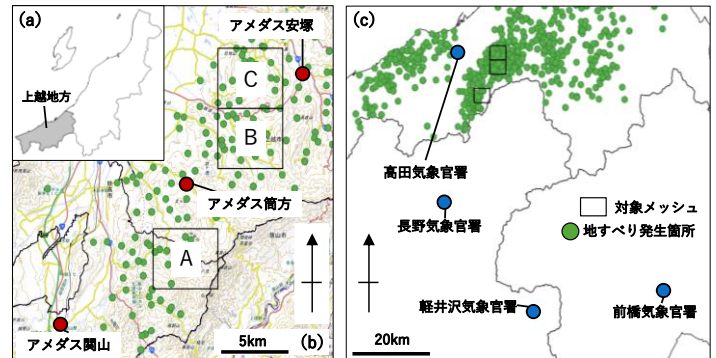 (a)
上越地方
アメダス安塚
C
B
アメダス筒方
A
アメダス関山
5km
(b)
(c)
高田気象官署
長野気象官署
対象メッシュ
地すべり発生箇所
軽井沢気象官署
前橋気象官署
20km